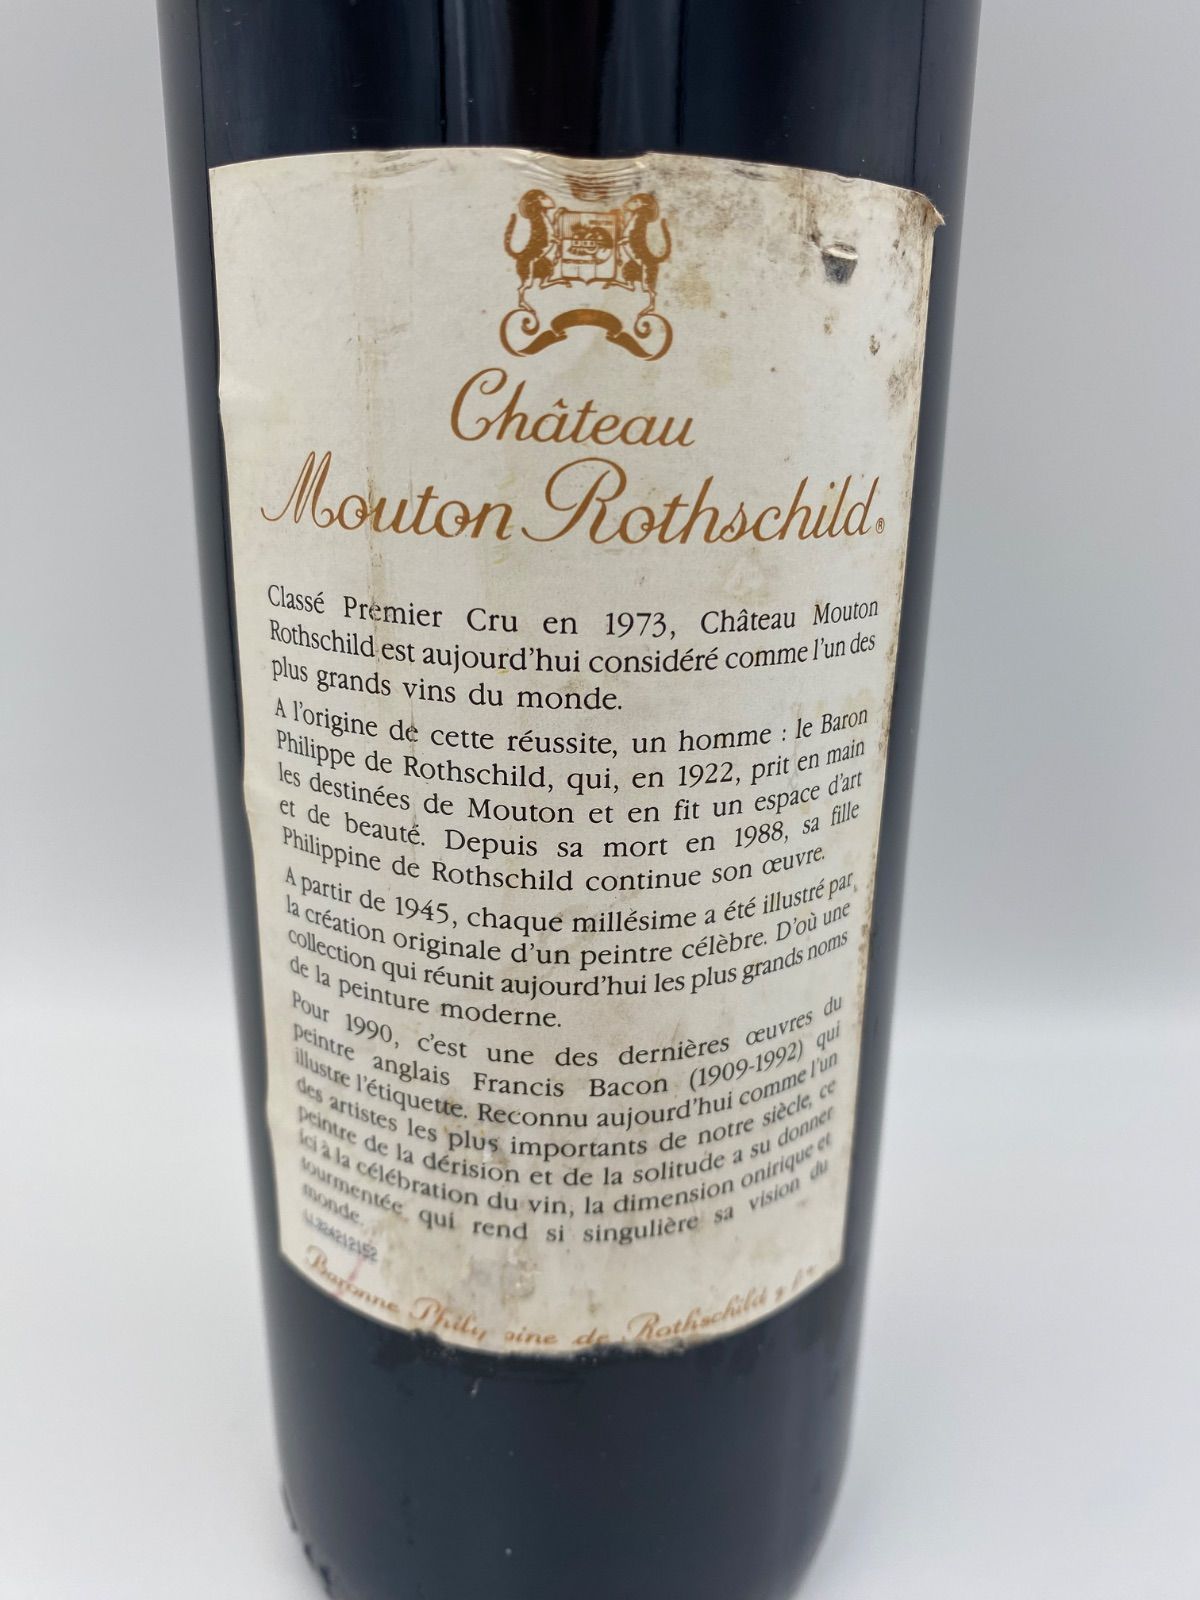 Château
Mouton Rothschild®
Classé Premier Cru en 1973, Château Mouton
Rothschild est aujourd'hui considéré comme l'un des
plus grands vins du monde.
A l'origine de cette réussite, un homme : le Baron
Philippe de Rothschild, qui, en 1922, prit en main
les destinées de Mouton et en fit un espace d'art
et de beauté. Depuis sa mort en 1988, sa fille
Philippine de Rothschild continue son œuvre.
A partir de 1945, chaque millésime a été illustré par
la création originale d'un peintre célèbre. D'où une
collection qui réunit aujourd'hui les plus grands noms
de la peinture moderne.
Pour 1990, c'est une des dernières œuvres du
peintre anglais Francis Bacon (1909-1992) qui
illustre l'étiquette. Reconnu aujourd'hui comme l'un
des artistes les plus importants de notre siècle, ce
peintre de la dérision et de la solitude a su donner
ici à la célébration du vin, la dimension onirique et
tourmentée qui rend si singulière sa vision du
monde.
Baronne Philippine de Rothschild